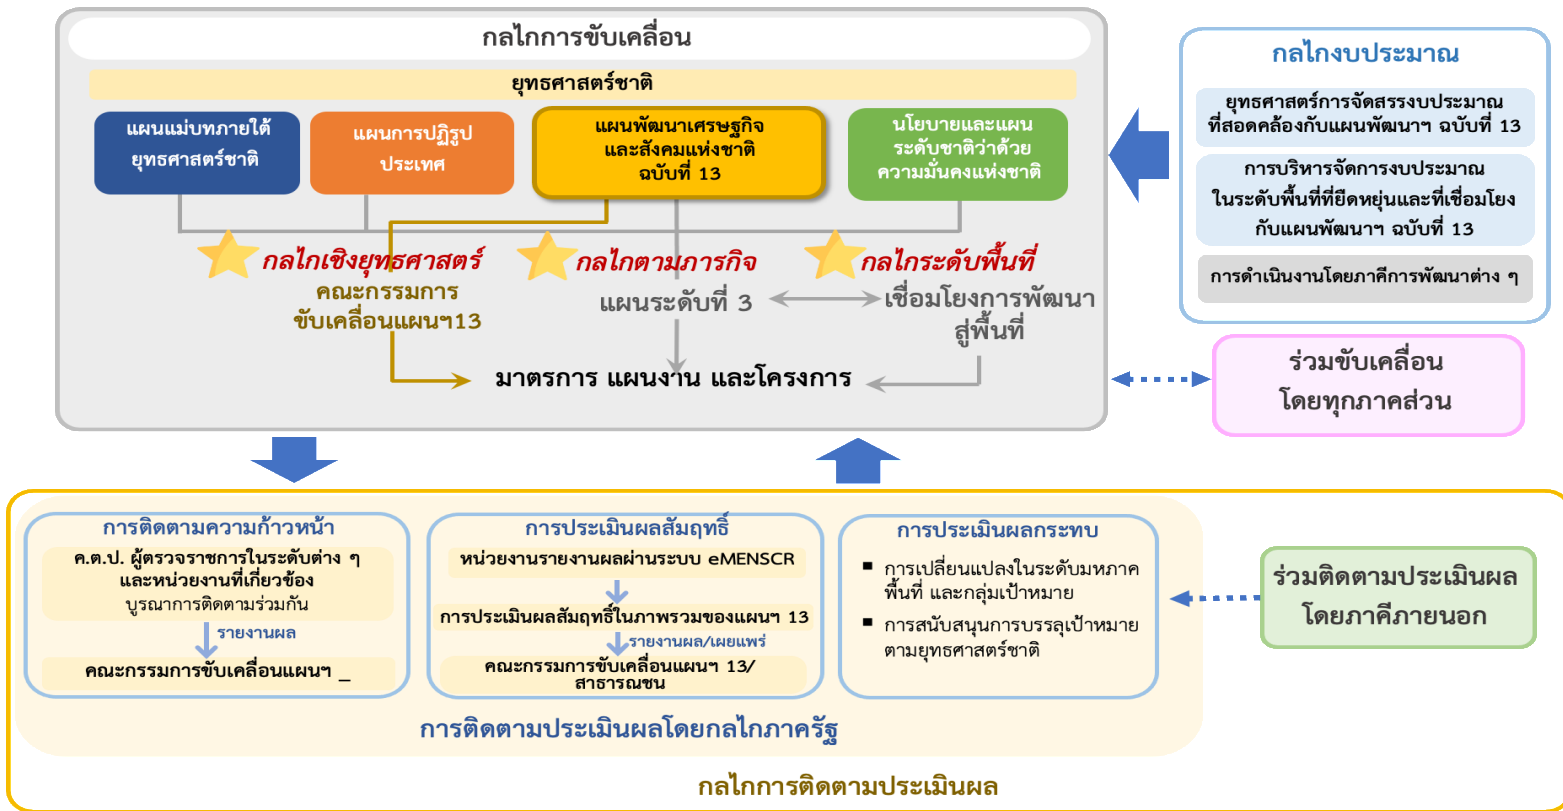 กลไกการขับเคลื่อน
ยุทธศาสตร์ชาติ
แผนแม่บทภายใต้
ยุทธศาสตร์ชาติ
แผนการปฏิรูป
ประเทศ
แผนพัฒนาเศรษฐกิจ
และสังคมแห่งชาติ
ฉบับที่ 13
นโยบายและแผน
ระดับชาติว่าด้วย
ความมั่นคงแห่งชาติ
กลไกเชิงยุทธศาสตร์
คณะกรรมการ
ขับเคลื่อนแผนฯ13
กลไกตามภารกิจ
แผนระดับที่ 3
กลไกระดับพื้นที่
เชื่อมโยงการพัฒนา
สู่พื้นที่
มาตรการ แผนงาน และโครงการ
กลไกงบประมาณ
ยุทธศาสตร์การจัดสรรงบประมาณ
ที่สอดคล้องกับแผนพัฒนาฯ ฉบับที่ 13
การบริหารจัดการงบประมาณ
ในระดับพื้นที่ที่ยืดหยุ่นและที่เชื่อมโยง
กับแผนพัฒนาฯ ฉบับที่ 13
การดำเนินงานโดยภาคีการพัฒนาต่าง ๆ
ร่วมขับเคลื่อน
โดยทุกภาคส่วน
การติดตามความก้าวหน้า
ค.ต.ป. ผู้ตรวจราชการในระดับต่าง ๆ
และหน่วยงานที่เกี่ยวข้อง
บูรณาการติดตามร่วมกัน
รายงานผล
คณะกรรมการขับเคลื่อนแผนฯ _
การประเมินผลสัมฤทธิ์
หน่วยงานรายงานผลผ่านระบบ eMENSCR
การประเมินผลสัมฤทธิ์ในภาพรวมของแผนฯ 13
รายงานผล/เผยแพร่
คณะกรรมการขับเคลื่อนแผนฯ 13/
สาธารณชน
การประเมินผลกระทบ
▪ การเปลี่ยนแปลงในระดับมหภาค
พื้นที่ และกลุ่มเป้าหมาย
▪ การสนับสนุนการบรรลุเป้าหมาย
ตามยุทธศาสตร์ชาติ
ร่วมติดตามประเมินผล
โดยภาคีภายนอก
การติดตามประเมินผลโดยกลไกภาครัฐ
กลไกการติดตามประเมินผล